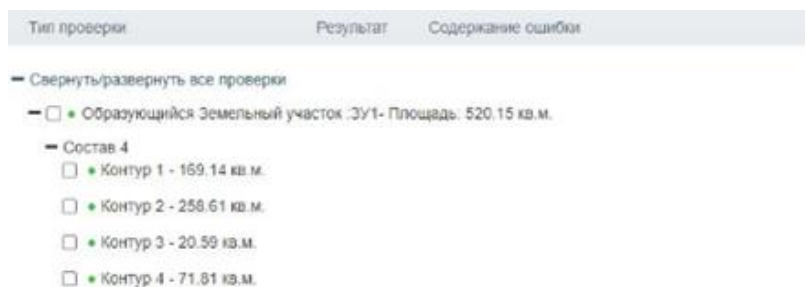 Тип проверки Результат Содержание ошибки
Свернуть/развернуть все проверки
Образующийся Земельный участок :ЗУ1- Площадь: 520.15 кв.м.
Состав 4
Контур 1 - 169.14 кв.м.
Контур 2 - 258.61 кв.м.
Контур 3 - 20.59 кв.м.
Контур 4 - 71.81 кв.м.